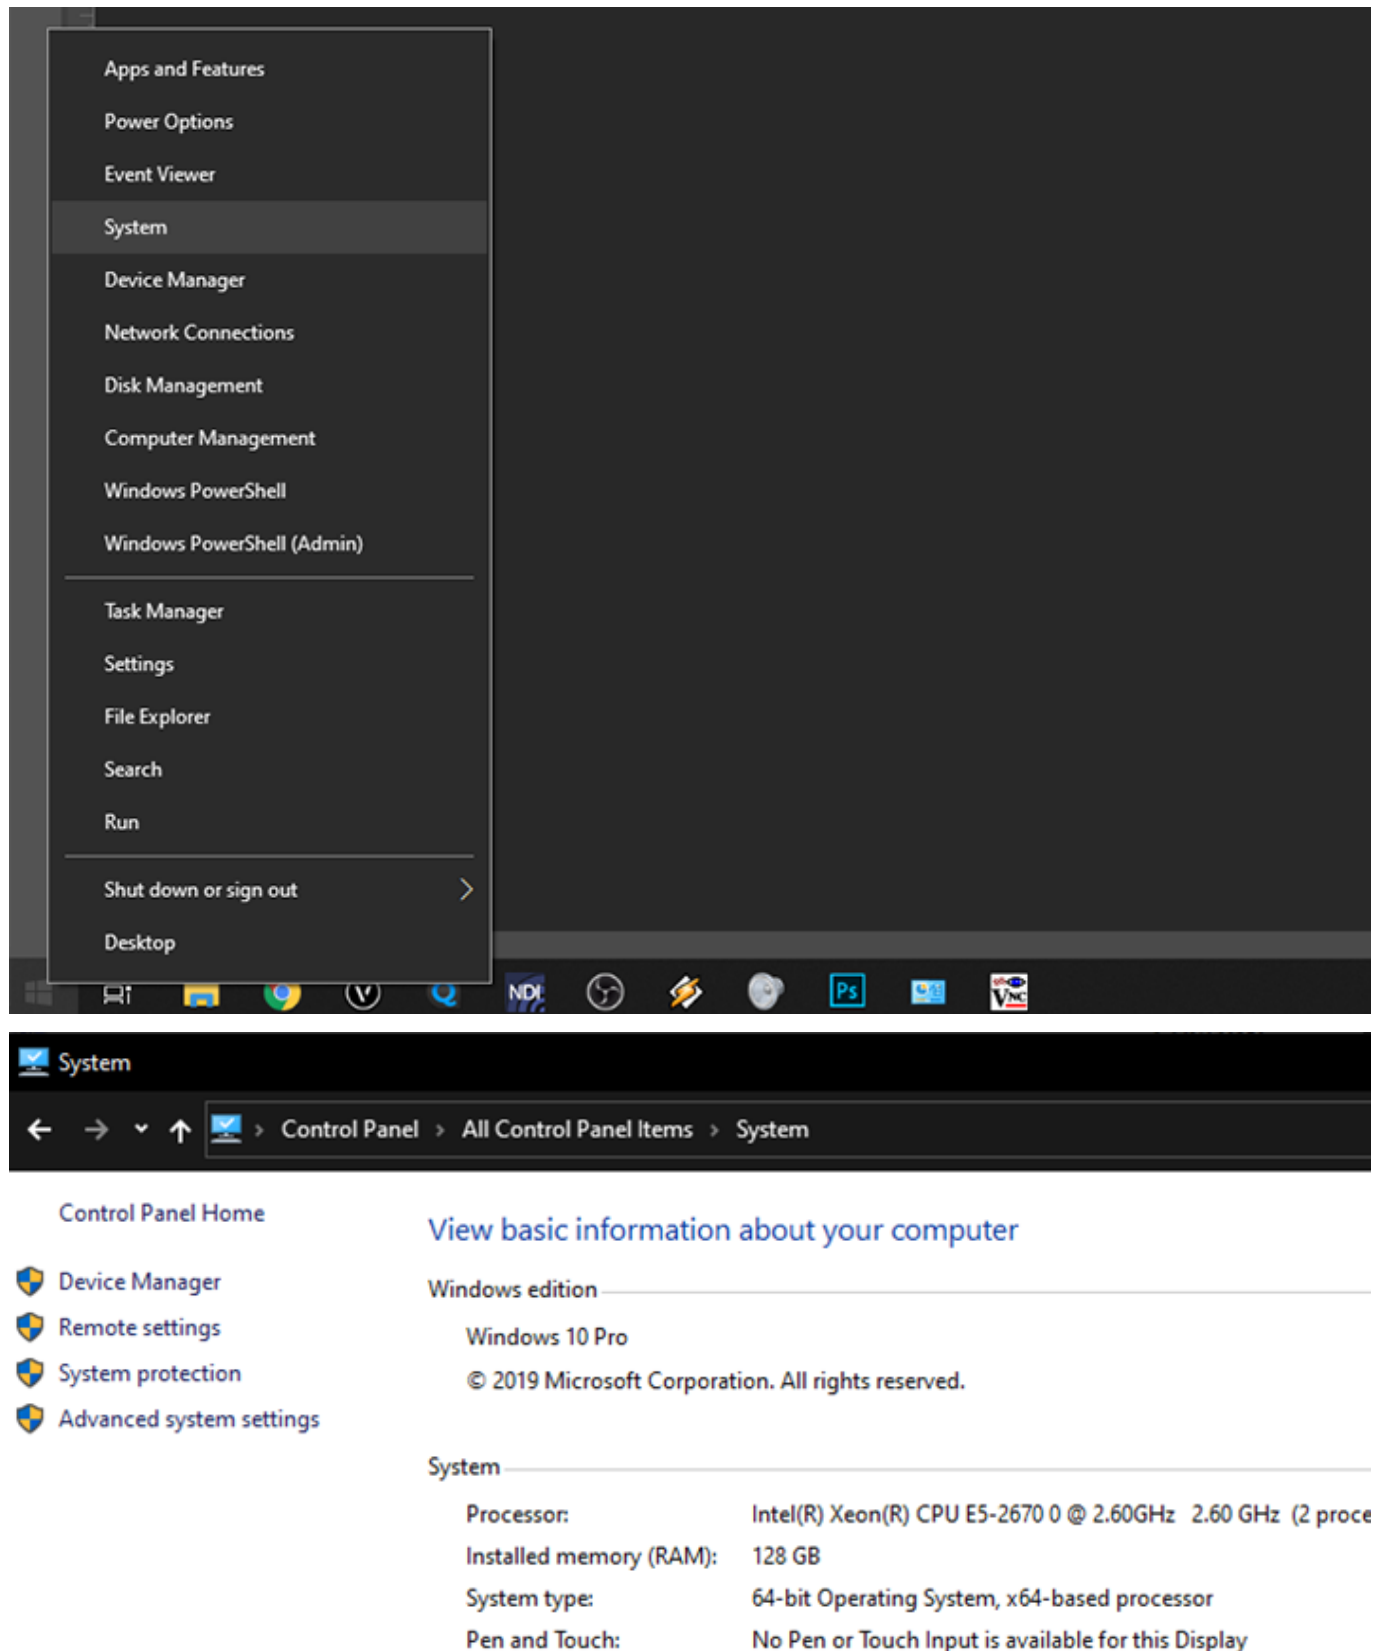 Apps and Features
Power Options
Event Viewer
System
Device Manager
Network Connections
Disk Management
Computer Management
Windows PowerShell
Windows PowerShell (Admin)
Task Manager
Settings
File Explorer
Search
Run
Shut down or sign out
Desktop
NDI
Ps
VNC
System
Control Panel > All Control Panel Items > System
Control Panel Home
Device Manager
Remote settings
System protection
Advanced system settings
View basic information about your computer
Windows edition
Windows 10 Pro
© 2019 Microsoft Corporation. All rights reserved.
System
Processor: Intel(R) Xeon(R) CPU E5-2670 0 @ 2.60GHz 2.60 GHz (2 proce
Installed memory (RAM): 128 GB
System type: 64-bit Operating System, x64-based processor
Pen and Touch: No Pen or Touch Input is available for this Display